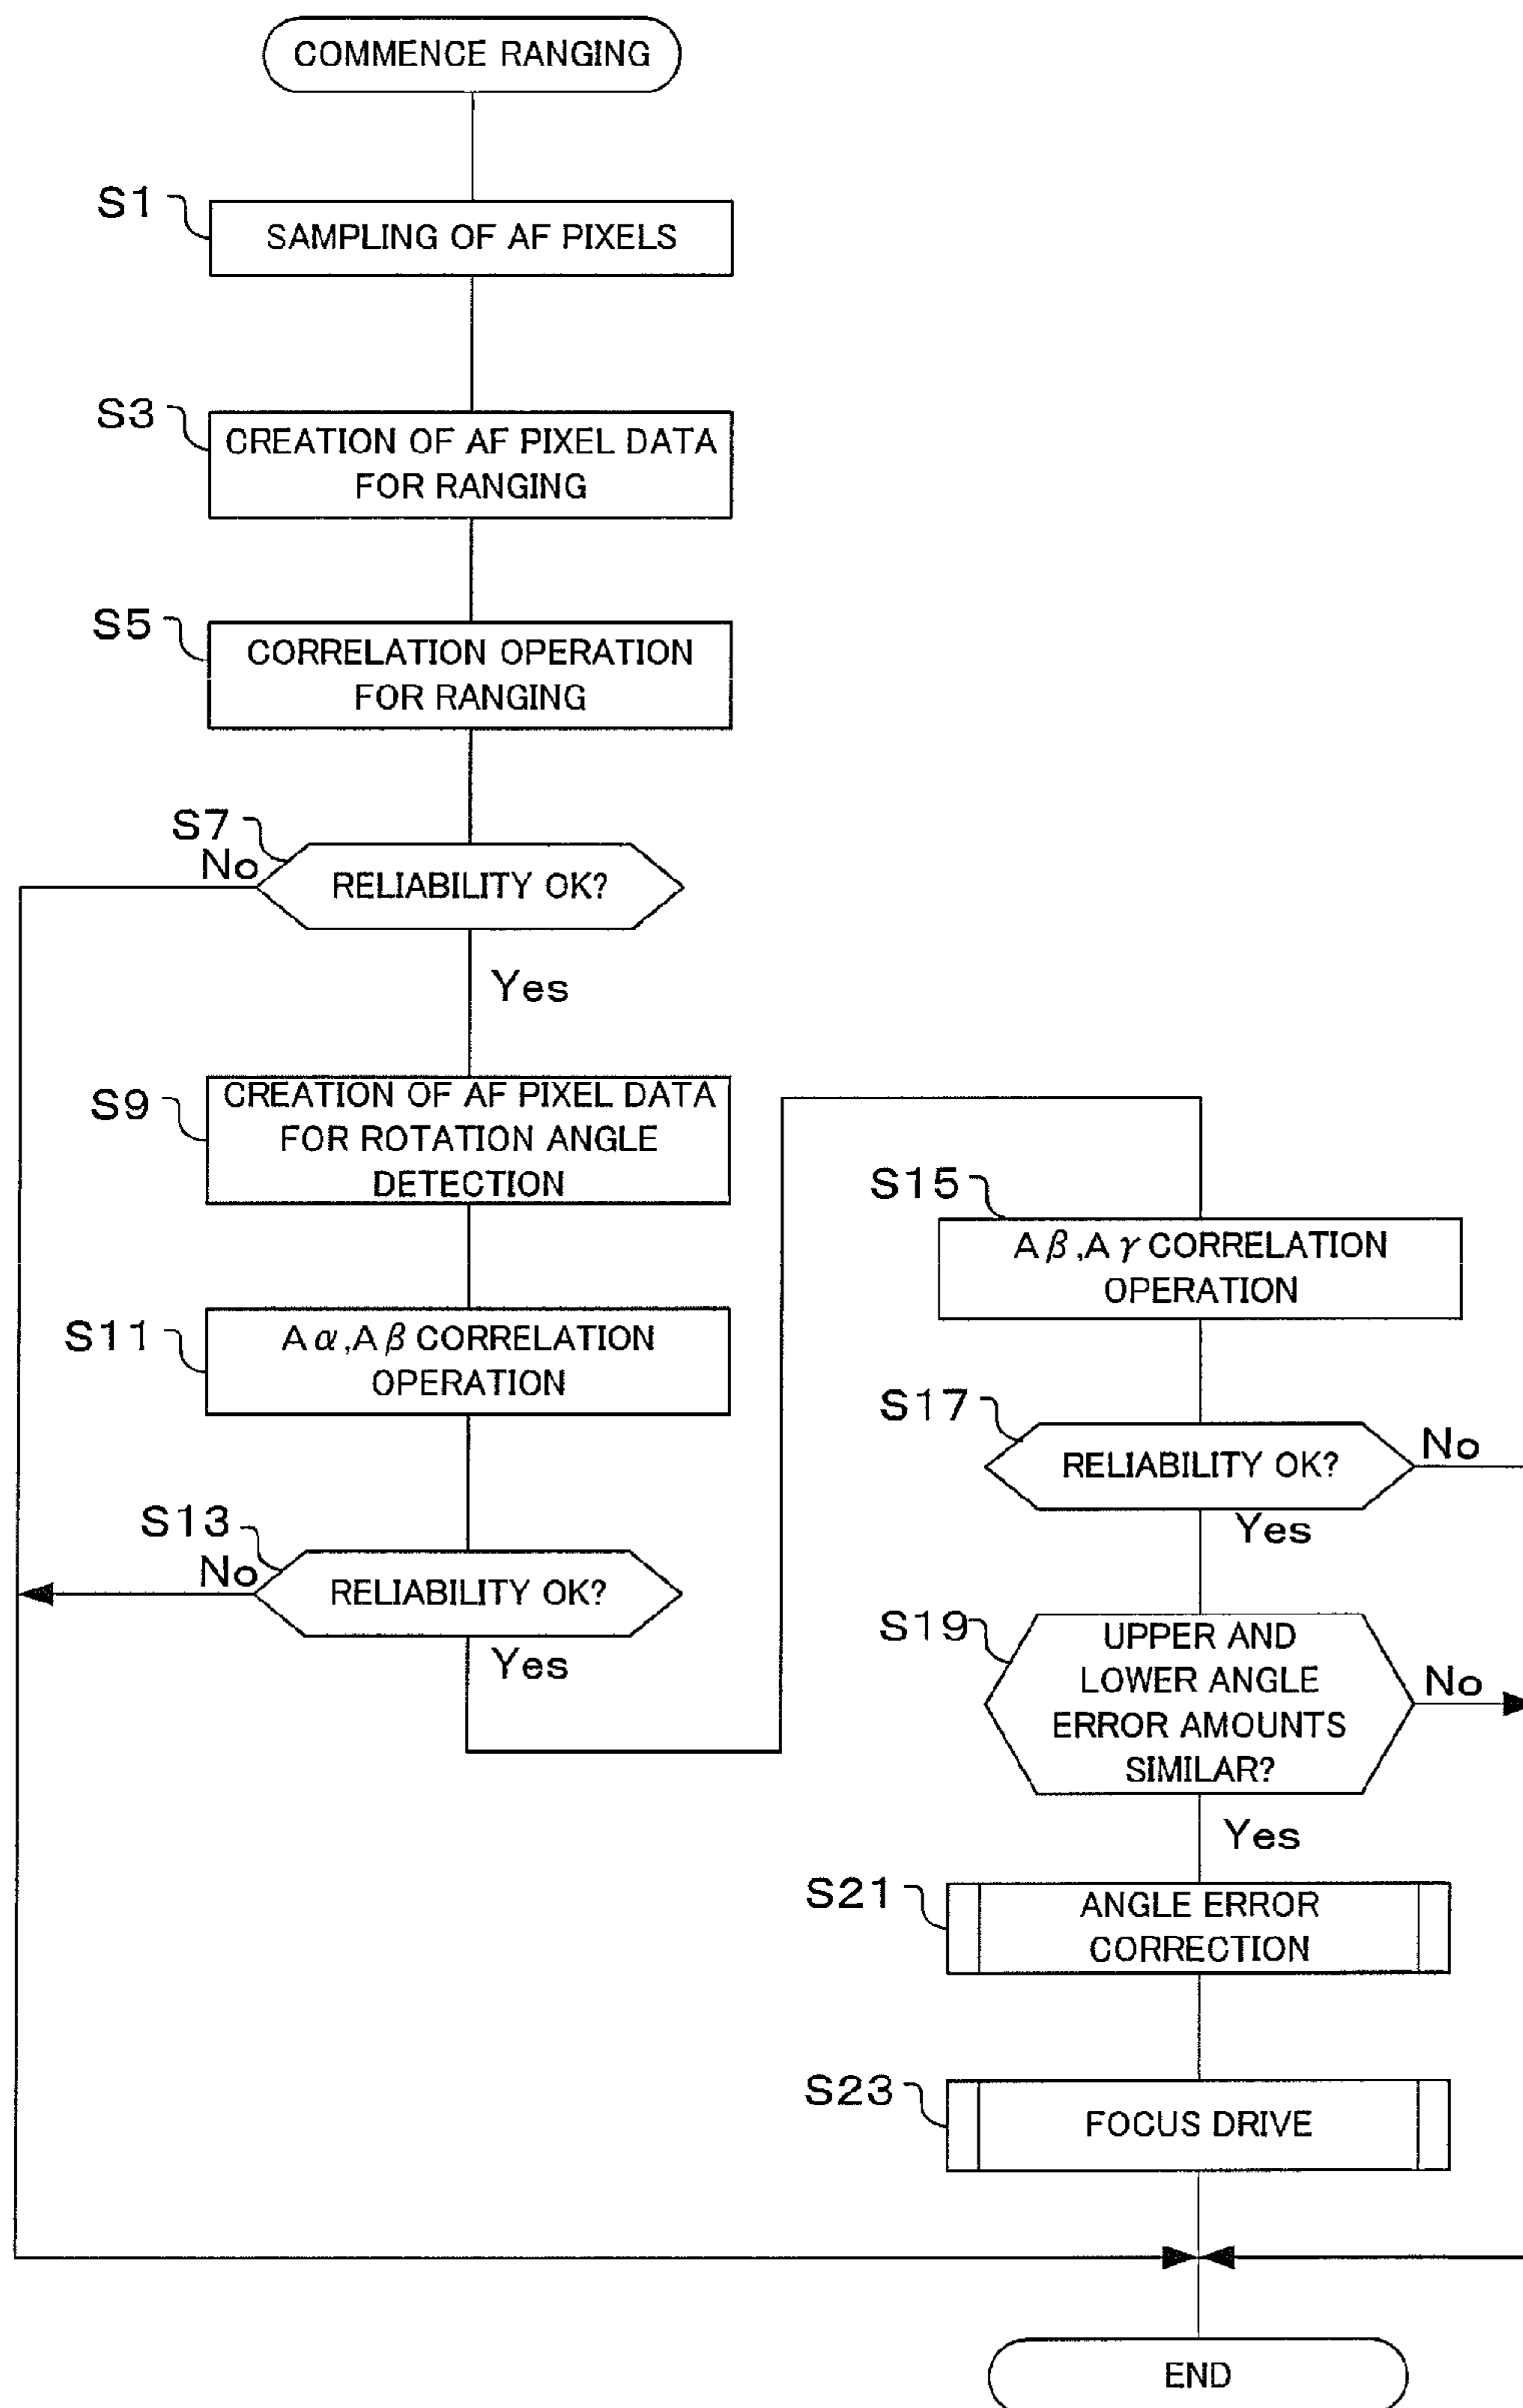 COMMENCE RANGING
S1
SAMPLING OF AF PIXELS
S3
CREATION OF AF PIXEL DATA
FOR RANGING
S5
CORRELATION OPERATION
FOR RANGING
S7
No
RELIABILITY OK?
Yes
S9
CREATION OF AF PIXEL DATA
FOR ROTATION ANGLE
DETECTION
S11
Aα,Aβ CORRELATION
OPERATION
S13
No
RELIABILITY OK?
Yes
S15
Aβ,Aγ CORRELATION
OPERATION
S17
RELIABILITY OK?
No
Yes
S19
UPPER AND
LOWER ANGLE
ERROR AMOUNTS
SIMILAR?
No
Yes
S21
ANGLE ERROR
CORRECTION
S23
FOCUS DRIVE
END